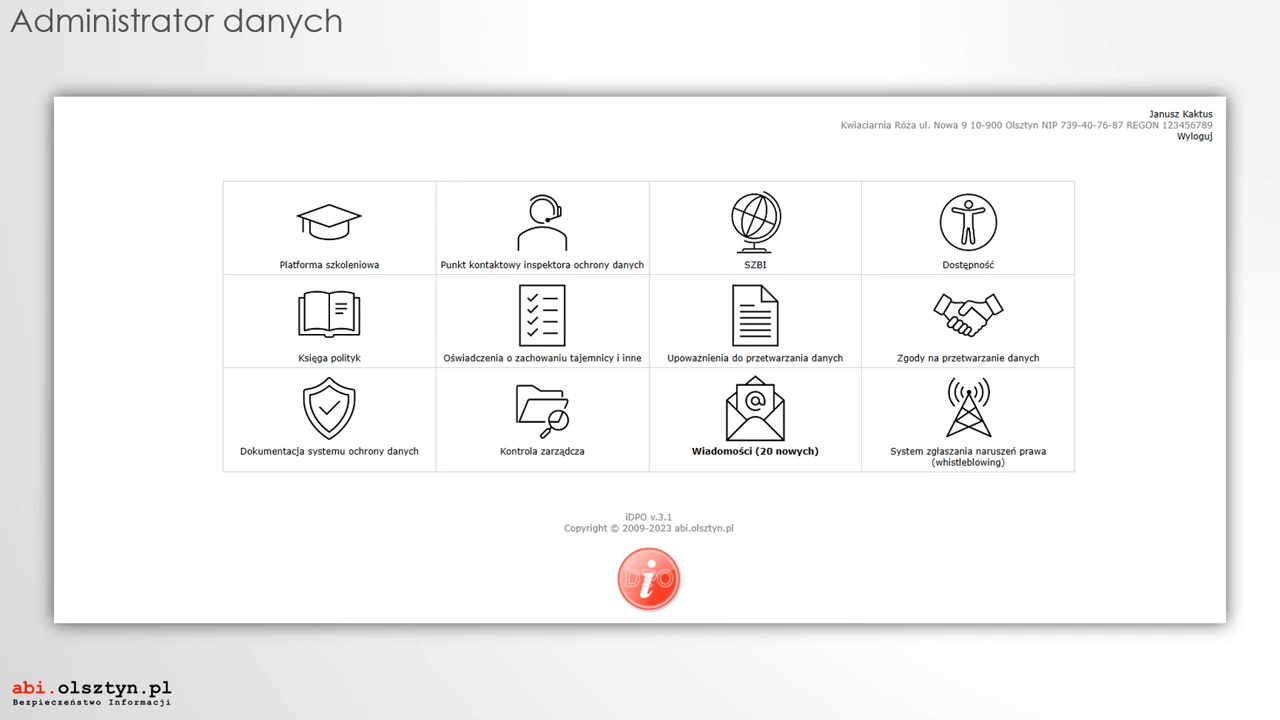 Administrator danych
Janusz Kaktus
Kwiaciarnia Róża ul. Nowa 9 10-900 Olsztyn NIP 739-40-76-87 REGON 123456789
Wyloguj
Platforma szkoleniowa
Punkt kontaktowy inspektora ochrony danych
SZBI
Dostępność
Księga polityk
Oświadczenia o zachowaniu tajemnicy i inne
Upoważnienia do przetwarzania danych
Zgody na przetwarzanie danych
Dokumentacja systemu ochrony danych
Kontrola zarządcza
@
Wiadomości (20 nowych)
System zgłaszania naruszeń prawa
(whistleblowing)
iDPO v.3.1
Copyright © 2009-2023 abi.olsztyn.pl
iDPO
abi.olsztyn.pl
Bezpieczeństwo Informacji